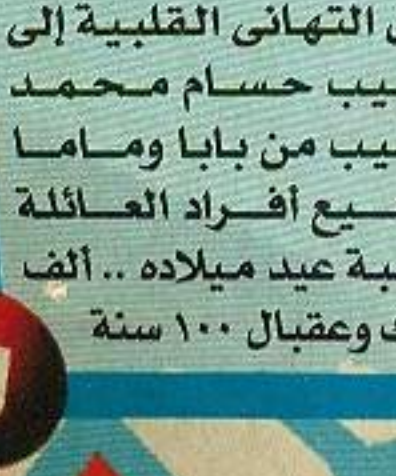 التهانى القلبية إلى
حسام محمد
من بابا وماما
أفراد العائلة
عيد ميلاده .. ألف
وعقبال ١٠٠ سنة